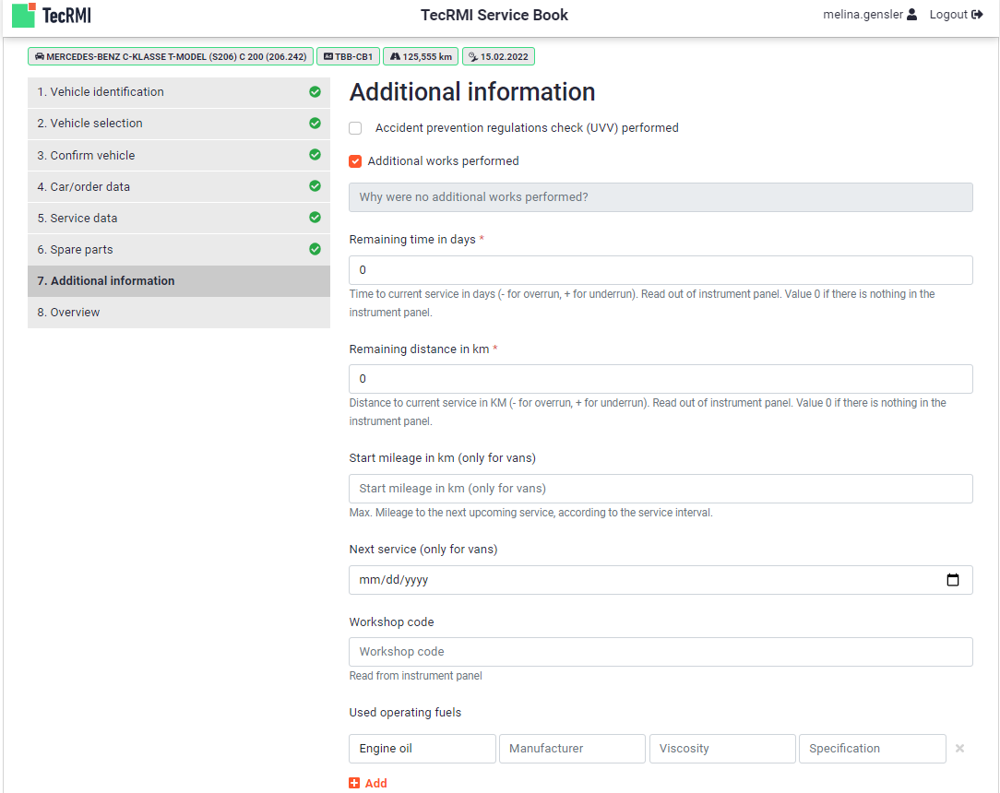 TecRMI
TecRMI Service Book
melina.gensler
Logout
MERCEDES-BENZ C-KLASSE T-MODEL (S206) C 200 (206.242)
TBB-CB1
125,555 km
15.02.2022
1. Vehicle identification
2. Vehicle selection
3. Confirm vehicle
4. Car/order data
5. Service data
6. Spare parts
7. Additional information
8. Overview
Additional information
Accident prevention regulations check (UVV) performed
Additional works performed
Why were no additional works performed?
Remaining time in days *
0
Time to current service in days (- for overrun, + for underrun). Read out of instrument panel. Value 0 if there is nothing in the
instrument panel.
Remaining distance in km *
0
Distance to current service in KM (- for overrun, + for underrun). Read out of instrument panel. Value 0 if there is nothing in the
instrument panel.
Start mileage in km (only for vans)
Start mileage in km (only for vans)
Max. Mileage to the next upcoming service, according to the service interval.
Next service (only for vans)
mm/dd/yyyy
Workshop code
Workshop code
Read from instrument panel
Used operating fuels
Engine oil
Manufacturer
Viscosity
Specification
Add